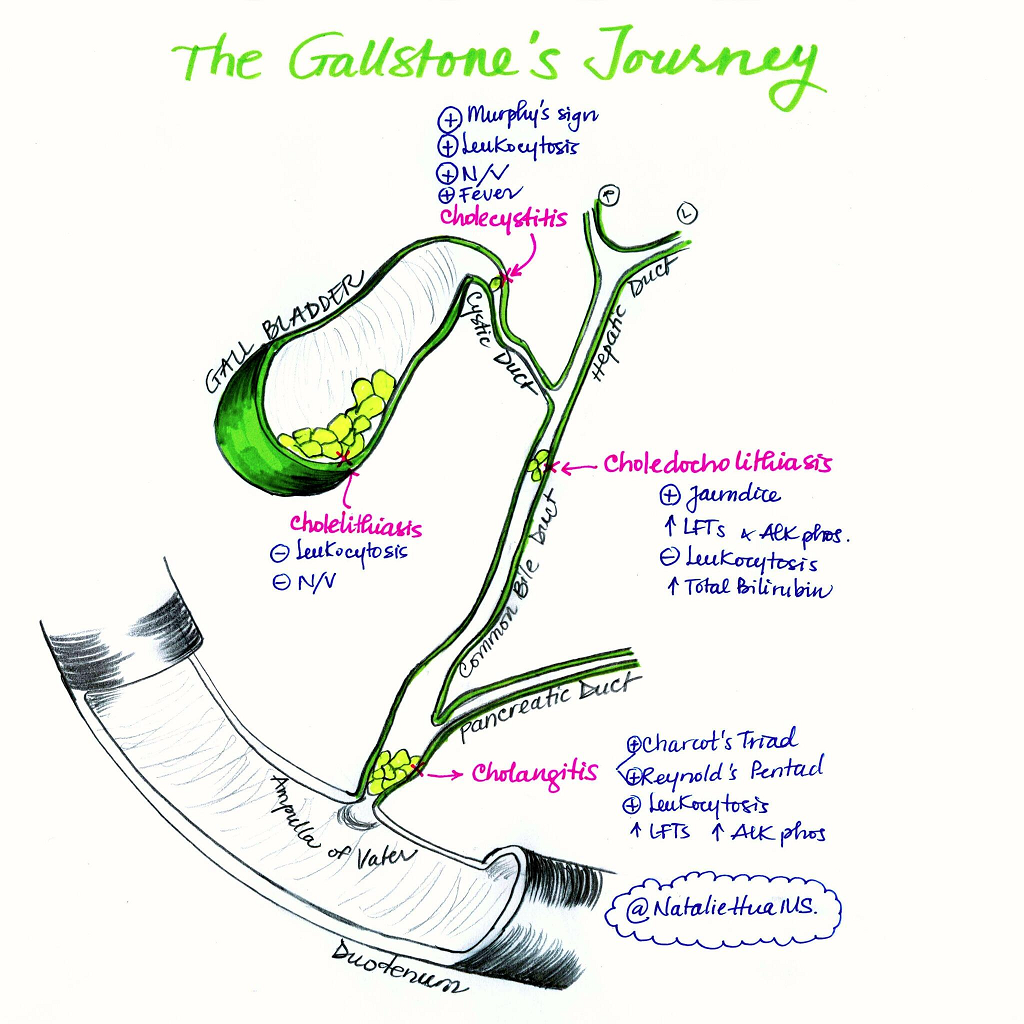 The Gallstone's Journey
⊕ Murphy's sign
⊕ Leukocytosis
⊕ N/V
⊕ Fever
Cholecystitis
R
L
GALL BLADDER
Cystic Duct
Hepatic Duct
Choledocholithiasis
⊕ Jaundice
↑ LFTs & Alk phos.
⊖ Leukocytosis
↑ Total Bilirubin
Cholelithiasis
⊖ Leukocytosis
⊖ N/V
Common Bile Duct
Pancreatic Duct
Cholangitis
⊕ Charcot's Triad
⊕ Reynold's Pentad
⊕ Leukocytosis
↑ LFTs ↑ Alk phos
Ampulla of Vater
Duodenum
@NatalieHuaMS.